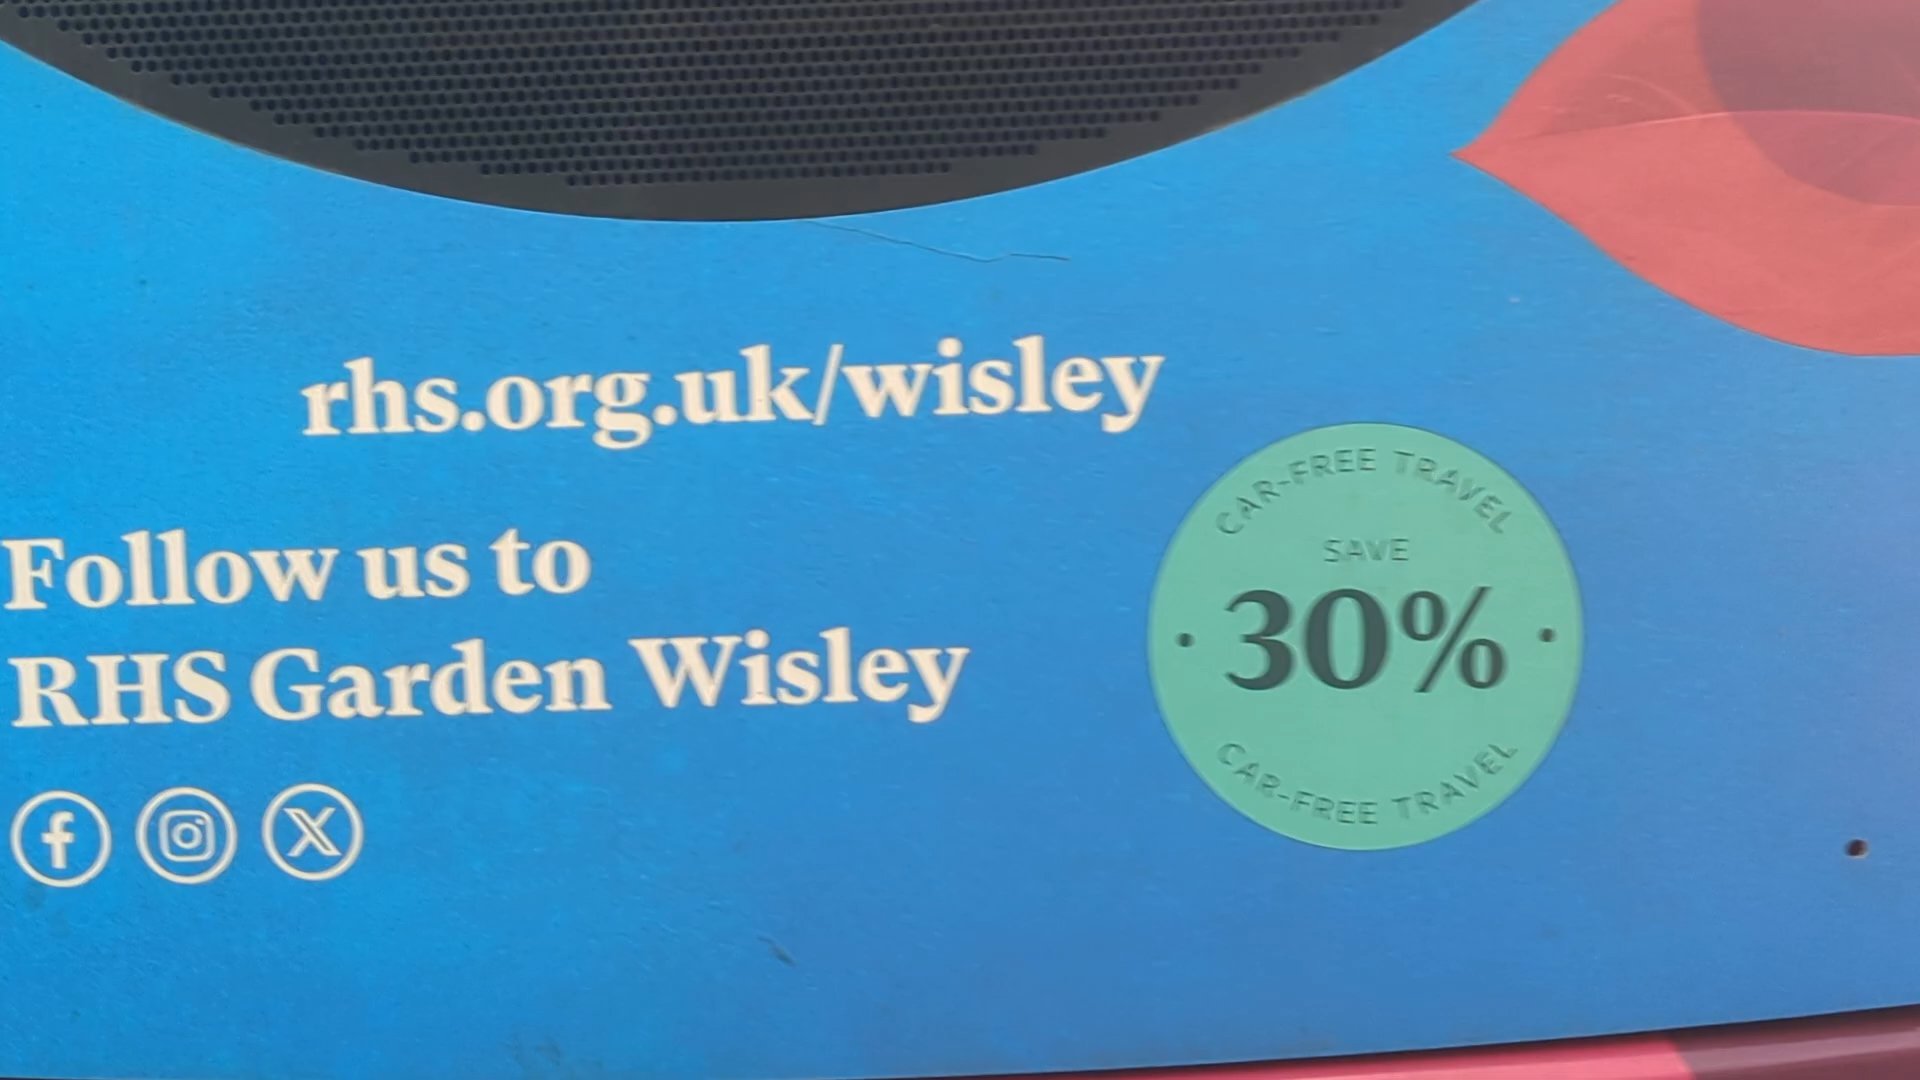 rhs.org.uk/wisley
Follow us to
RHS Garden Wisley
CAR-FREE TRAVEL
SAVE
30%
CAR-FREE TRAVEL